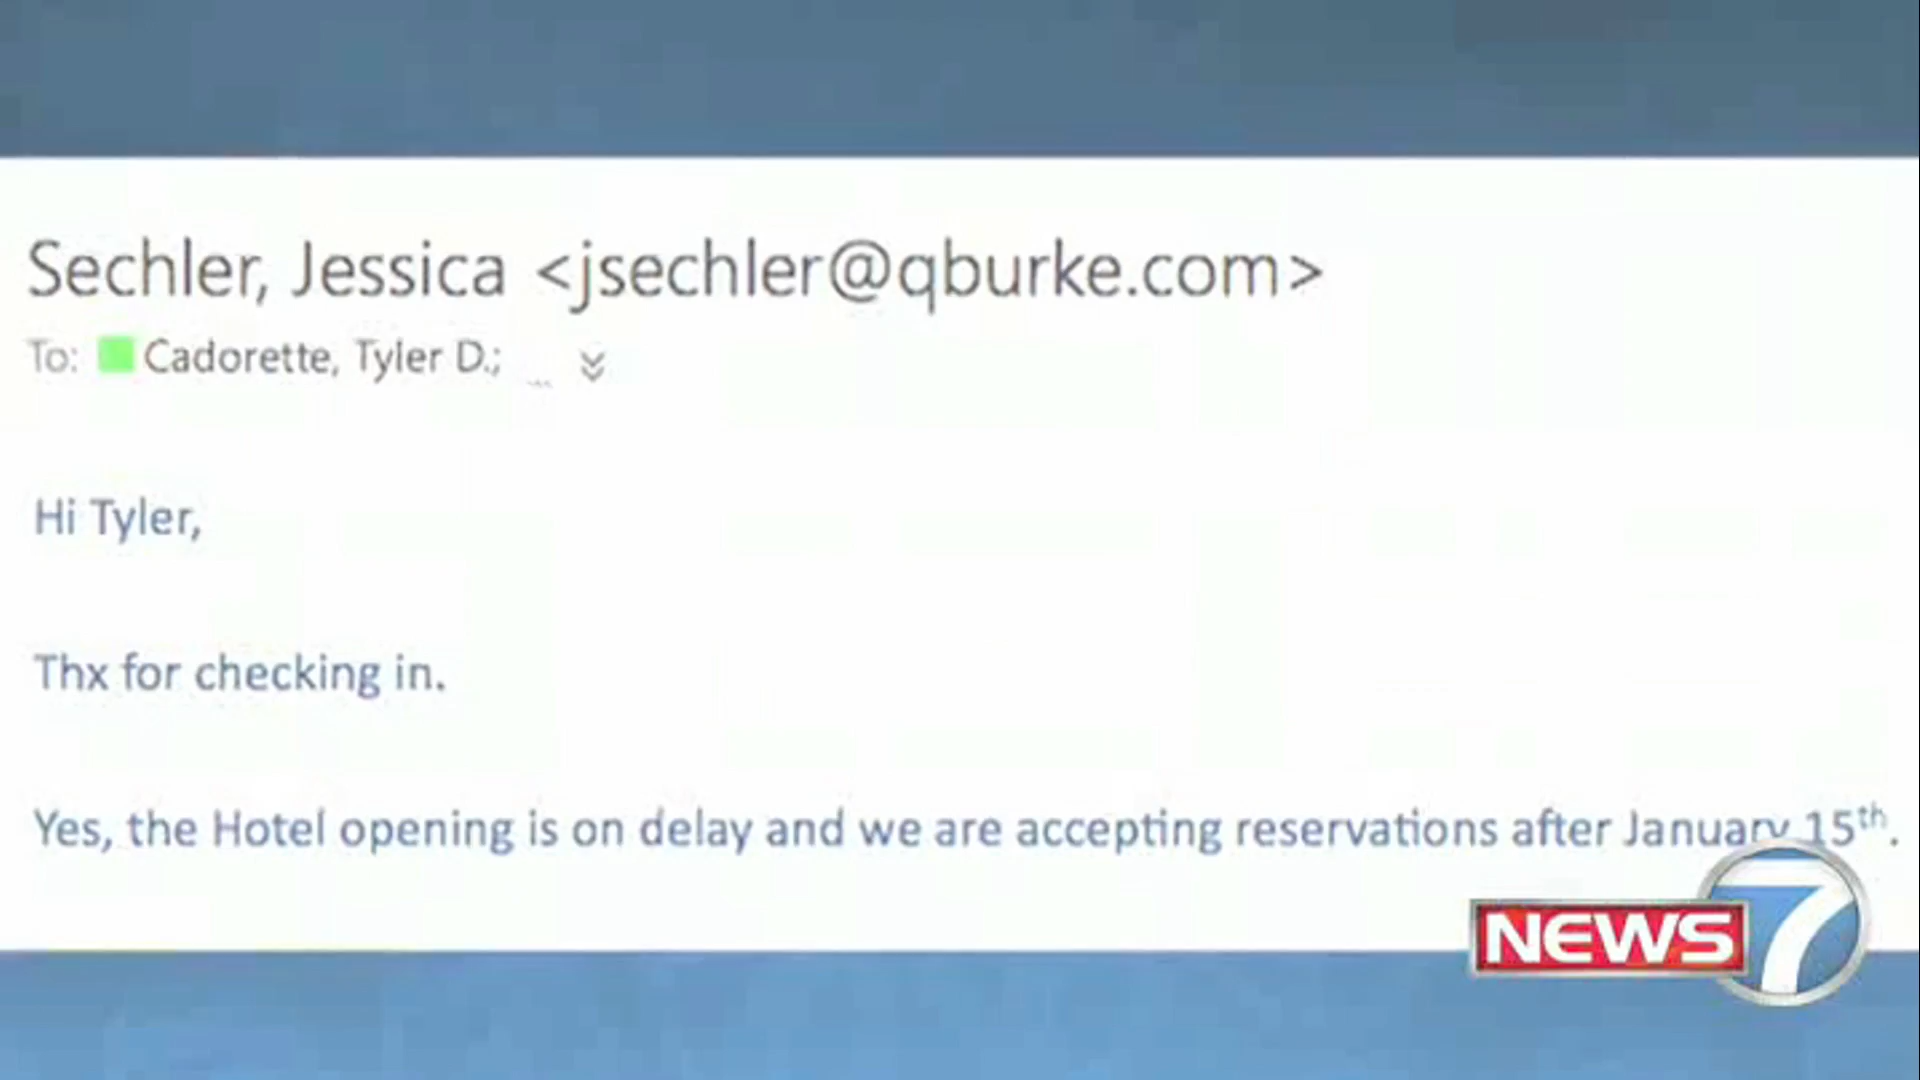 Sechler, Jessica <jsechler@qburke.com>
To: Cadorette, Tyler D.;
Hi Tyler,
Thx for checking in.
Yes, the Hotel opening is on delay and we are accepting reservations after January 15th.
NEWS 7